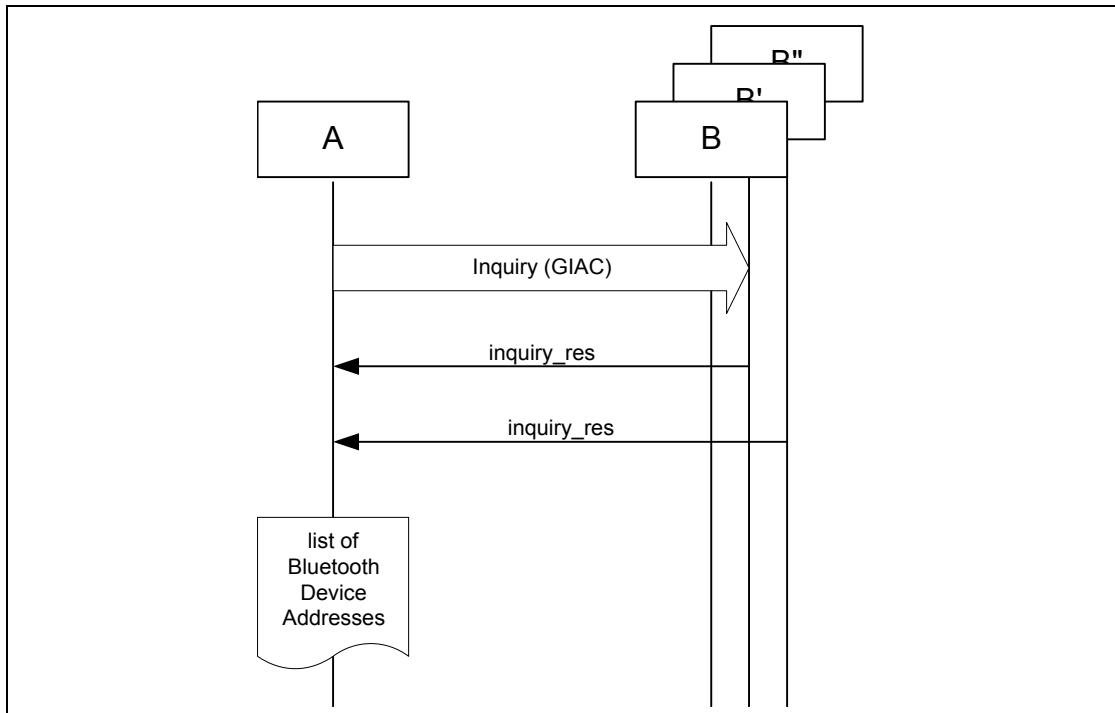 B"
B'
A
B
Inquiry (GIAC)
inquiry_res
inquiry_res
list of
Bluetooth
Device
Addresses